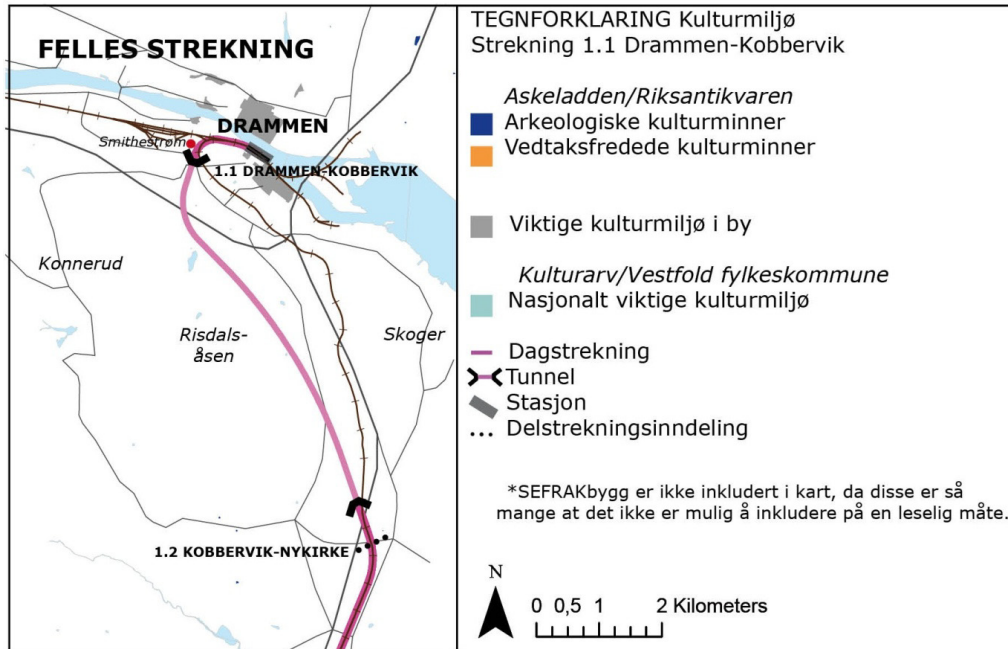 FELLES STREKNING
DRAMMEN
Smithestrøm
1.1 DRAMMEN-KOBBERVIK
Konnerud
Risdals-
åsen
Skoger
1.2 KOBBERVIK-NYKIRKE
TEGNFORKLARING Kulturmiljø
Strekning 1.1 Drammen-Kobbervik
Askeladden/Riksantikvaren
Arkeologiske kulturminner
Vedtaksfredede kulturminner
Viktige kulturmiljø i by
Kulturarv/Vestfold fylkeskommune
Nasjonalt viktige kulturmiljø
Dagstrekning
Tunnel
Stasjon
Delstrekningsinndeling
*SEFRAKbygg er ikke inkludert i kart, da disse er så
mange at det ikke er mulig å inkludere på en leselig måte.
N
0 0,5 1 2 Kilometers